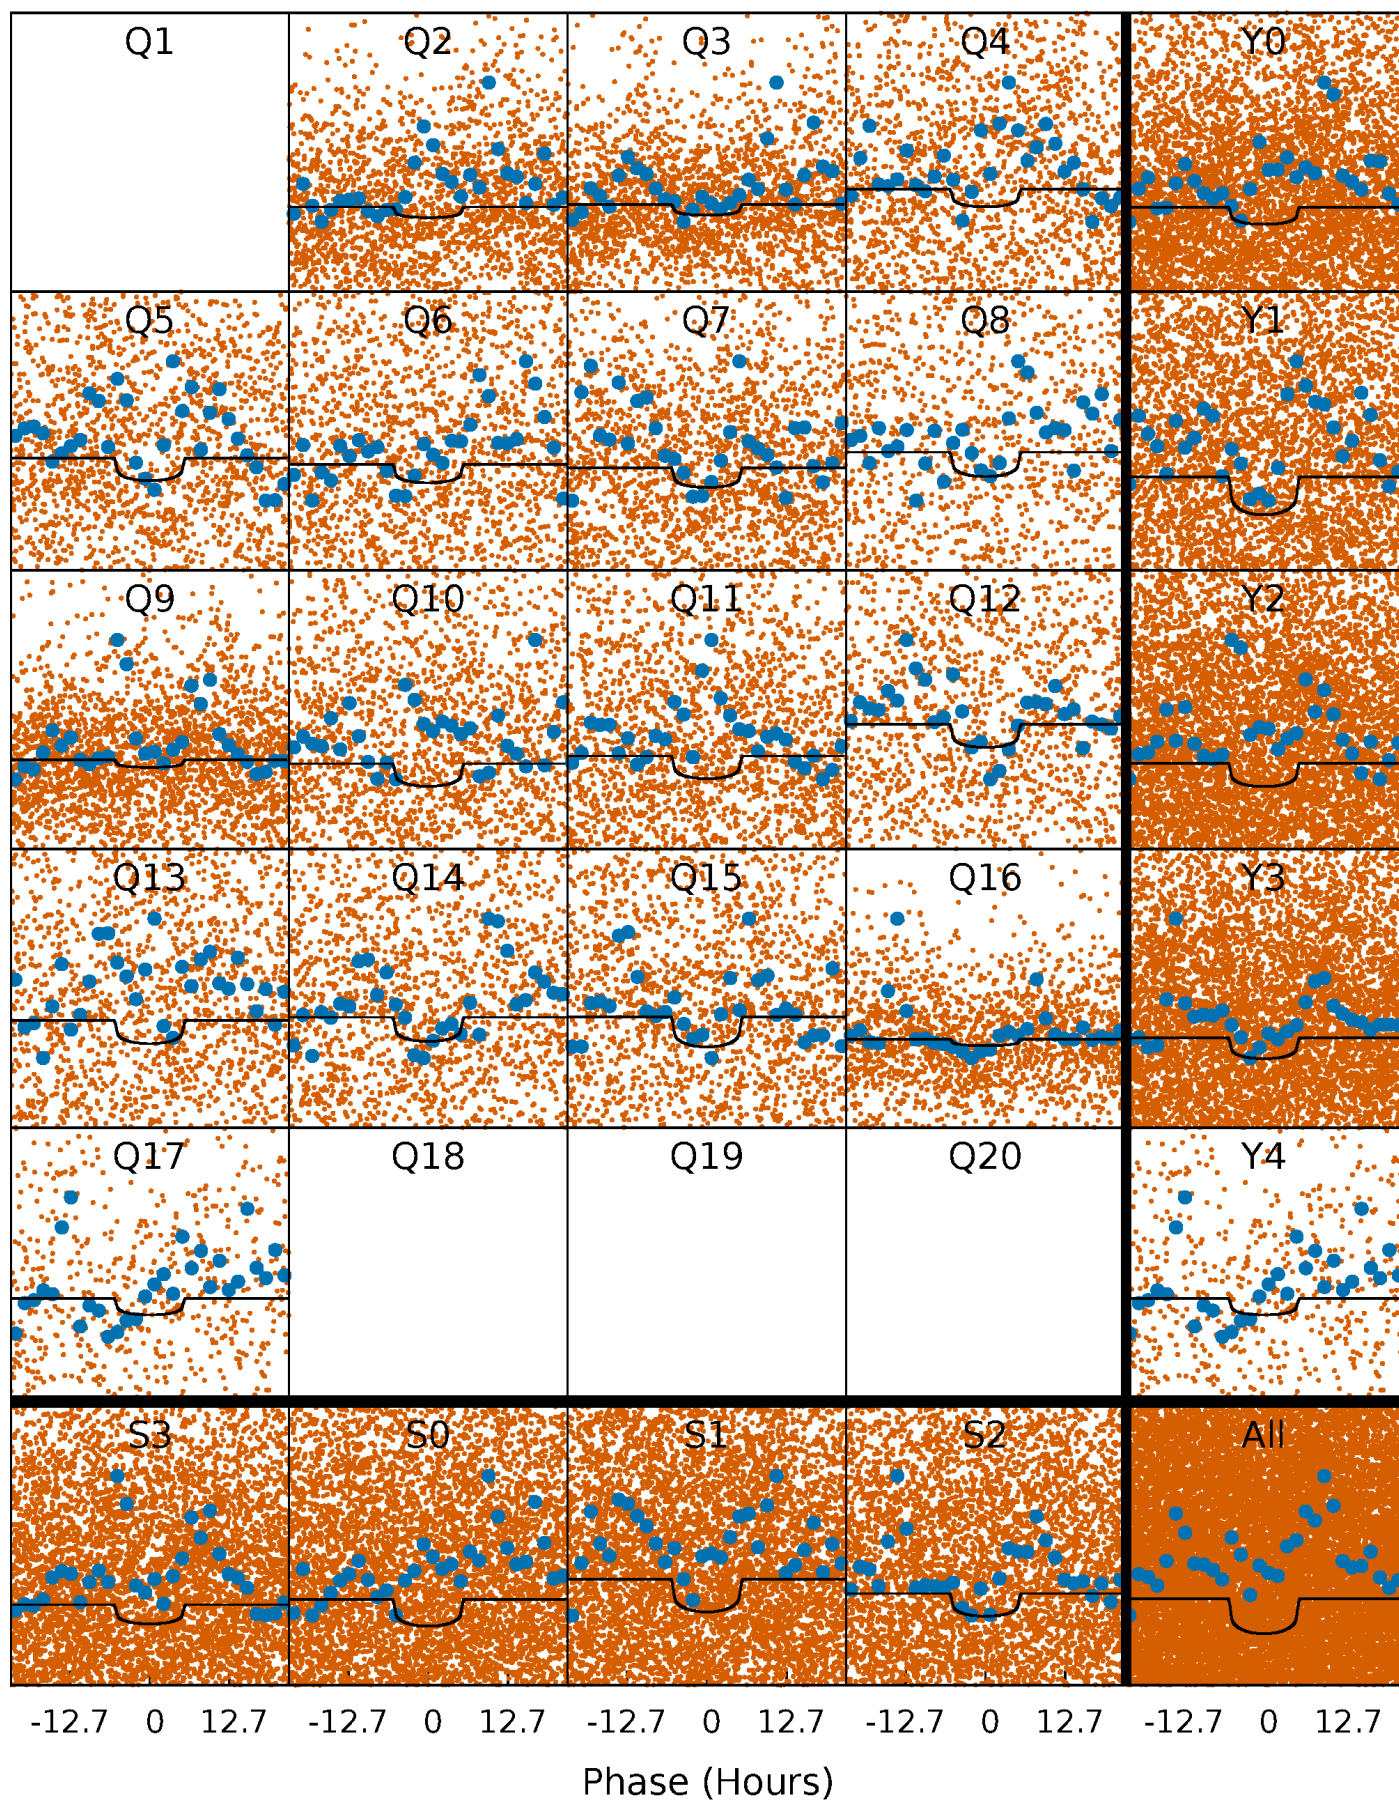 Q1 Q2 Q3 Q4 Y0
Q5 Q6 Q7 Q8 Y1
Q9 Q10 Q11 Q12 Y2
Q13 Q14 Q15 Q16 Y3
Q17 Q18 Q19 Q20 Y4
S3 S0 S1 S2 All
-12.7 0 12.7 -12.7 0 12.7 -12.7 0 12.7 -12.7 0 12.7 -12.7 0 12.7
Phase (Hours)